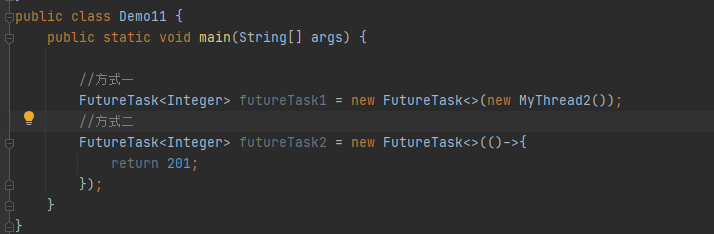 public class Demo11 {
    public static void main(String[] args) {
        //方式一
        FutureTask<Integer> futureTask1 = new FutureTask<>(new MyThread2());
        //方式二
        FutureTask<Integer> futureTask2 = new FutureTask<>(()->{
            return 201;
        });
    }
}